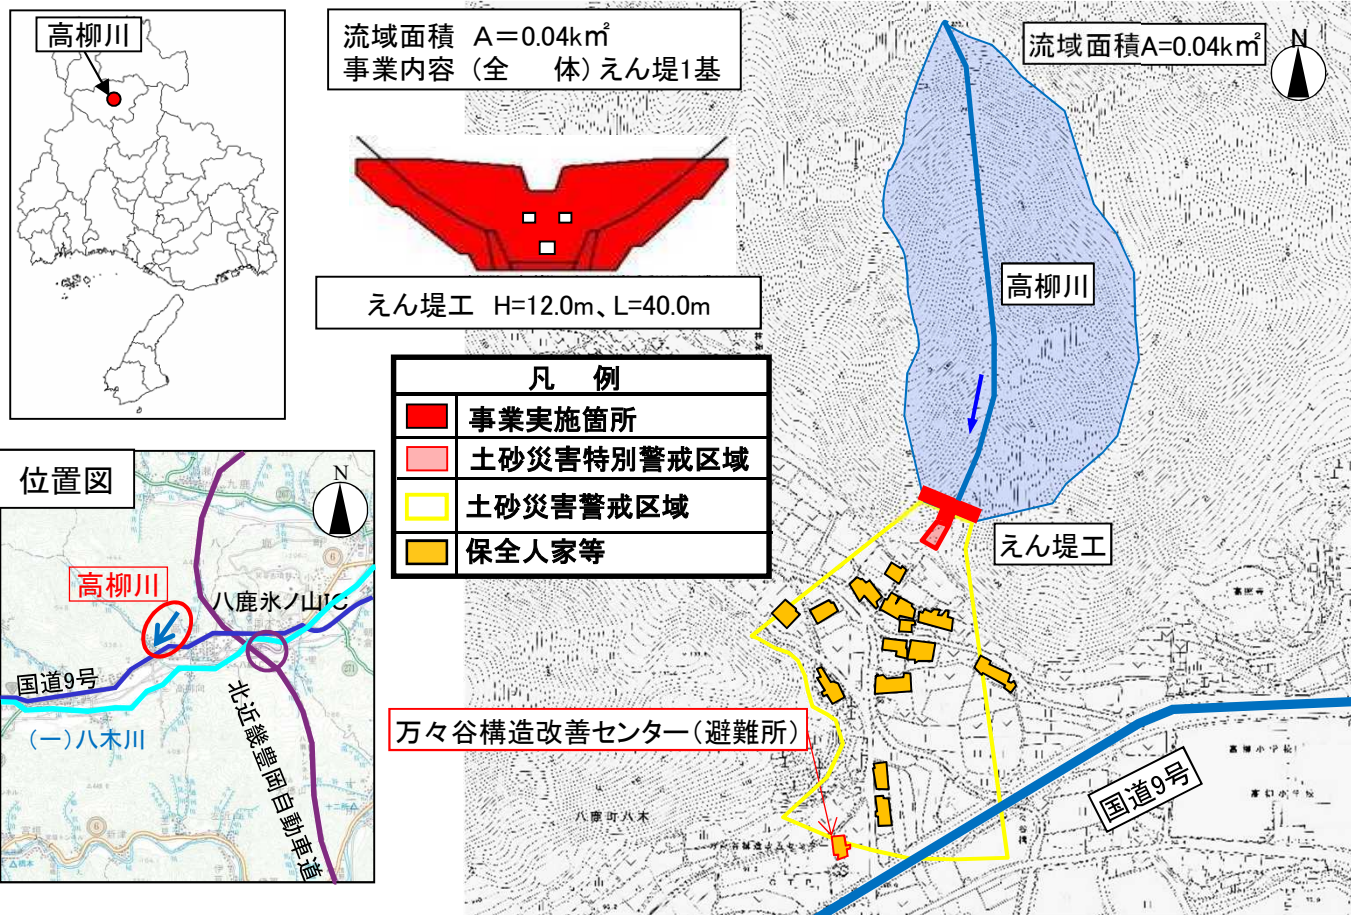 高柳川
流域面積 A=0.04k㎡
事業内容 (全 体) えん堤1基
流域面積A=0.04k㎡
N
えん堤工 H=12.0m、L=40.0m
高柳川
凡 例
事業実施箇所
土砂災害特別警戒区域
土砂災害警戒区域
保全人家等
えん堤工
位置図
N
高柳川
八鹿氷ノ山IC
国道9号
(一)八木川
北近畿豊岡自動車道
万々谷構造改善センター(避難所)
国道9号
八鹿町八木